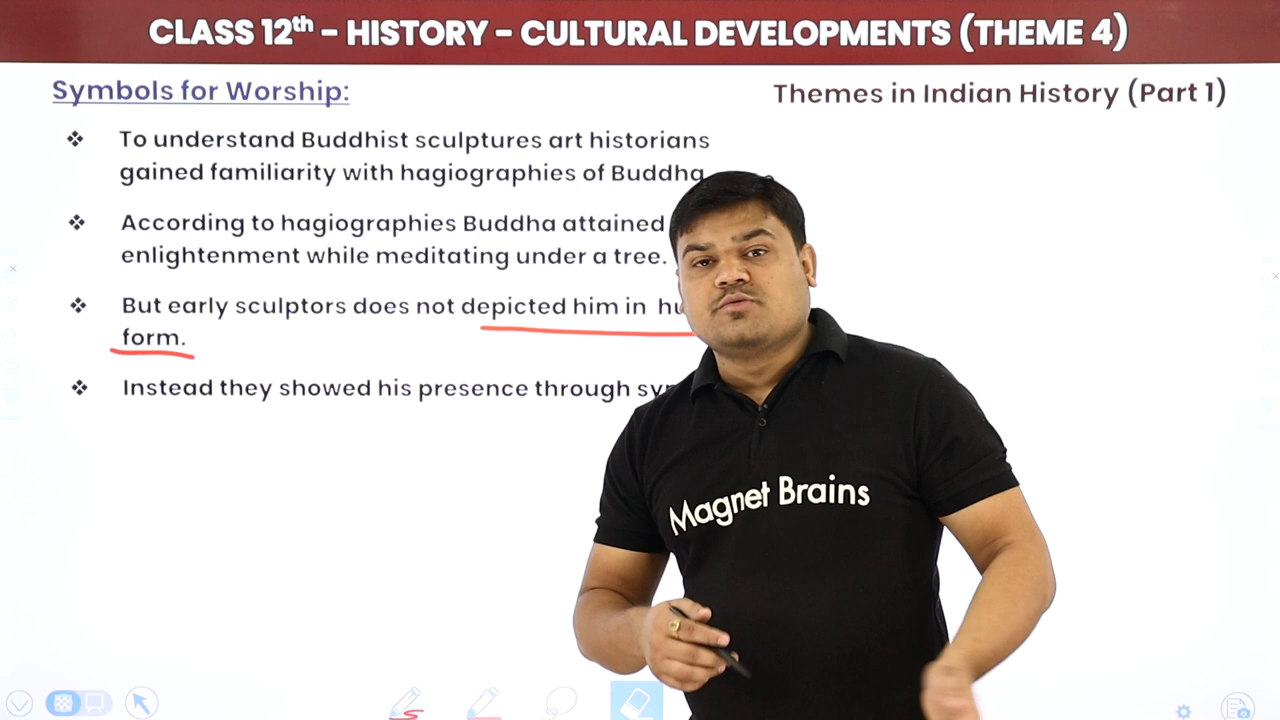 CLASS 12th – HISTORY – CULTURAL DEVELOPMENTS (THEME 4)
Symbols for Worship:
Themes in Indian History (Part 1)
❖ To understand Buddhist sculptures art historians
gained familiarity with hagiographies of Buddha
❖ According to hagiographies Buddha attained
enlightenment while meditating under a tree.
❖ But early sculptors does not depicted him in
form.
❖ Instead they showed his presence through
Magnet Brains